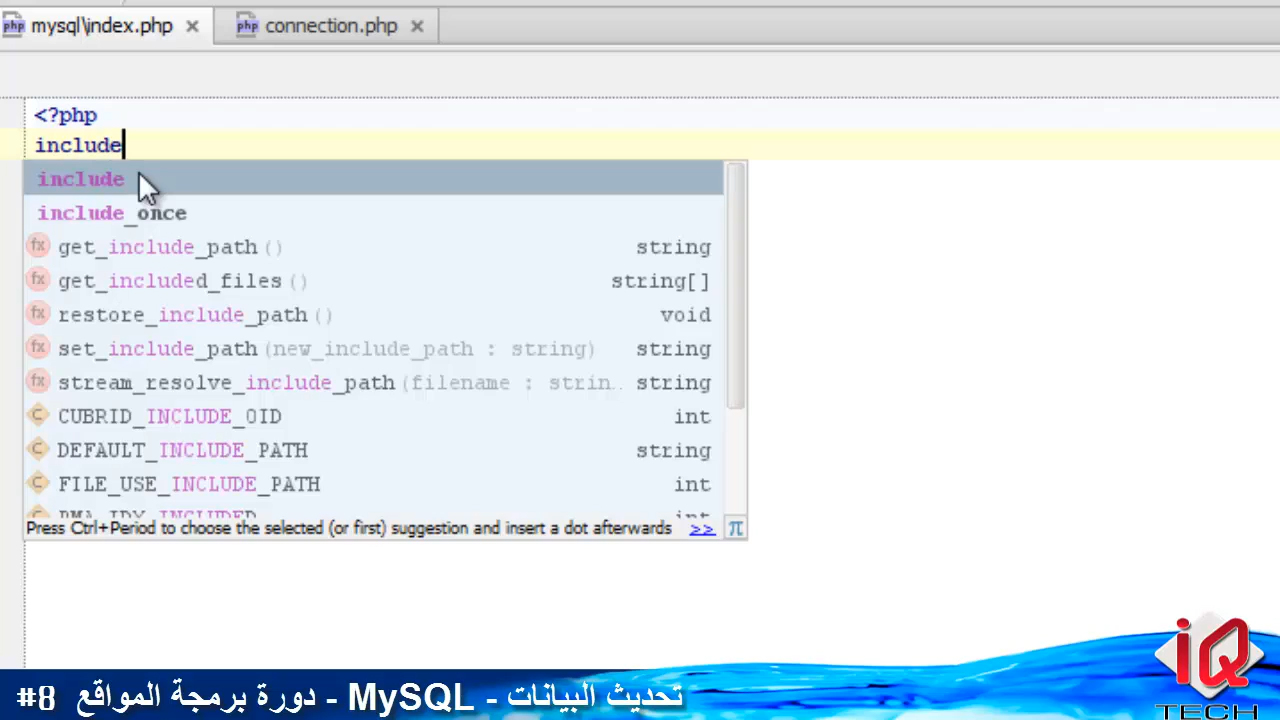 mysql\index.php
connection.php
<?php
include
include
include_once
get_include_path() string
get_included_files() string[]
restore_include_path() void
set_include_path(new_include_path : string) string
stream_resolve_include_path(filename : strin.. string
CUBRID_INCLUDE_OID int
DEFAULT_INCLUDE_PATH string
FILE_USE_INCLUDE_PATH int
Press Ctrl+Period to choose the selected (or first) suggestion and insert a dot afterwards >> π
iQ
TECH
تحديث البيانات - MySQL - دورة برمجة المواقع #8